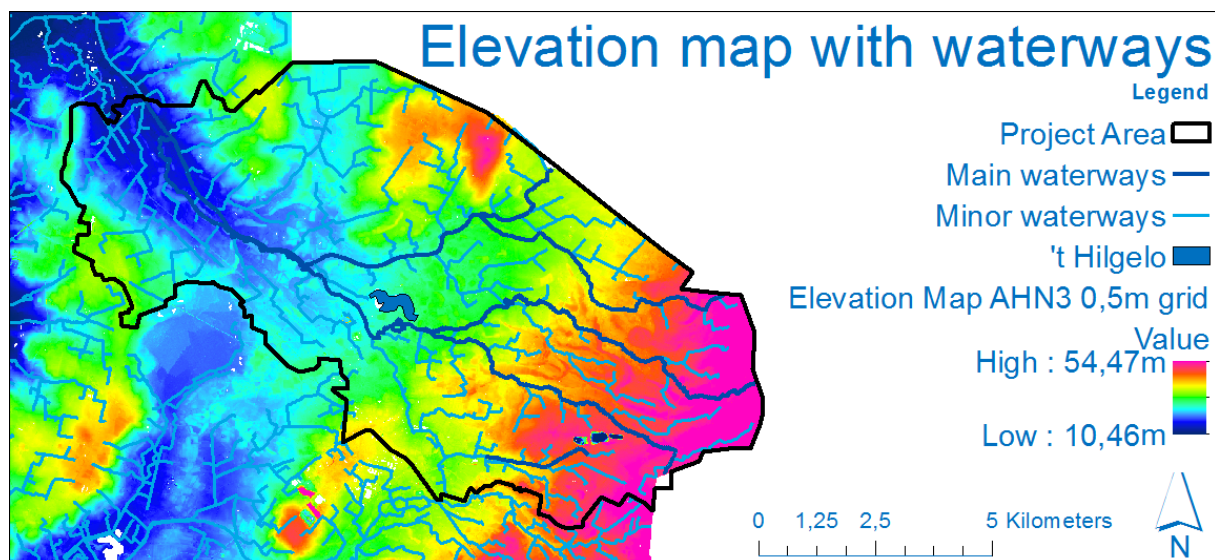 Elevation map with waterways
Legend
Project Area
Main waterways
Minor waterways
't Hilgelo
Elevation Map AHN3 0,5m grid
Value
High : 54,47m
Low : 10,46m
0 1,25 2,5 5 Kilometers
N